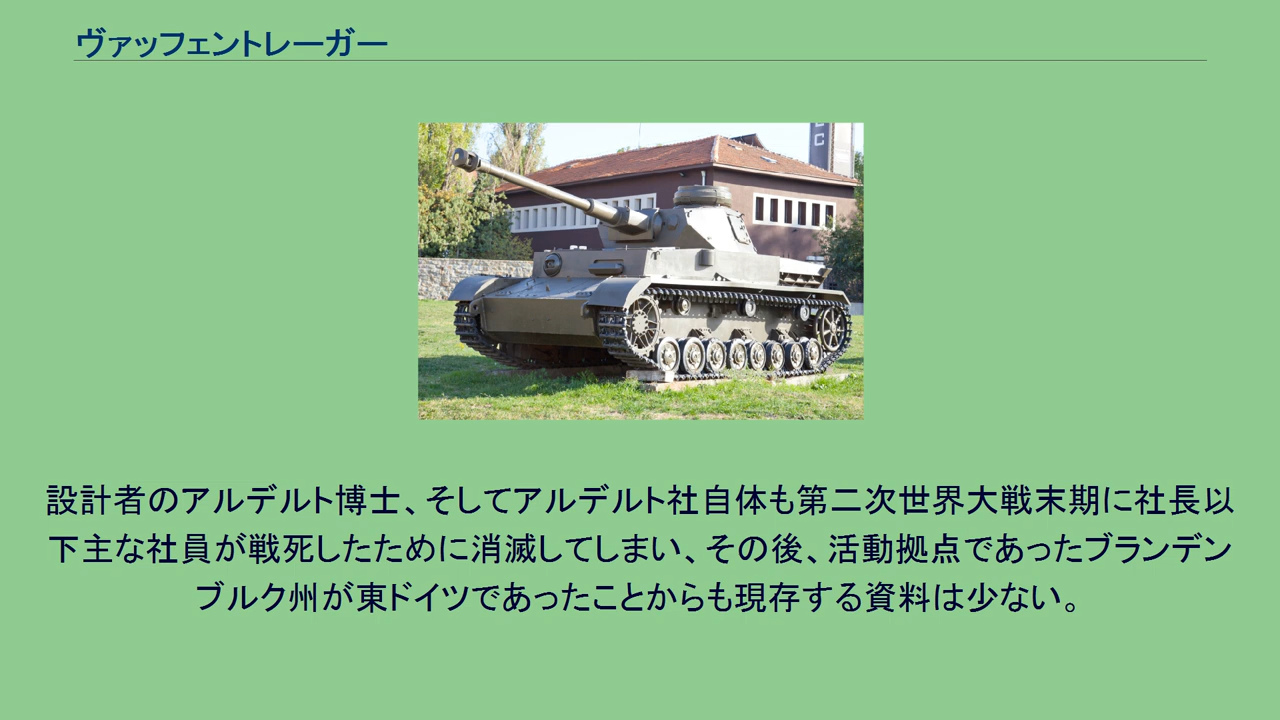 ヴァッフェントレーガー
L
C
設計者のアルデルト博士、そしてアルデルト社自体も第二次世界大戦末期に社長以
下主な社員が戦死したために消滅してしまい、その後、活動拠点であったブランデン
ブルク州が東ドイツであったことからも現存する資料は少ない。